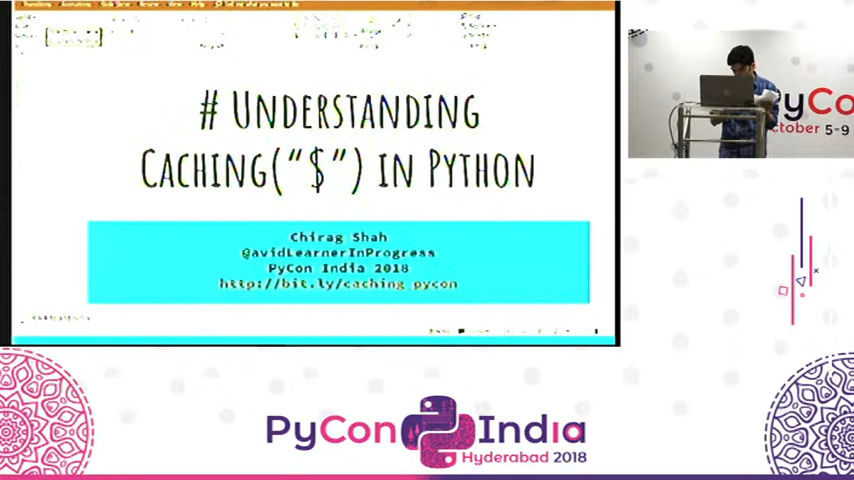 # Understanding
Caching("$") in Python
Chirag Shah
@avidLearnerInProgress
PyCon India 2018
http://bit.ly/caching_pycon
PyCo
ctober 5-9
PyCon India
Hyderabad 2018